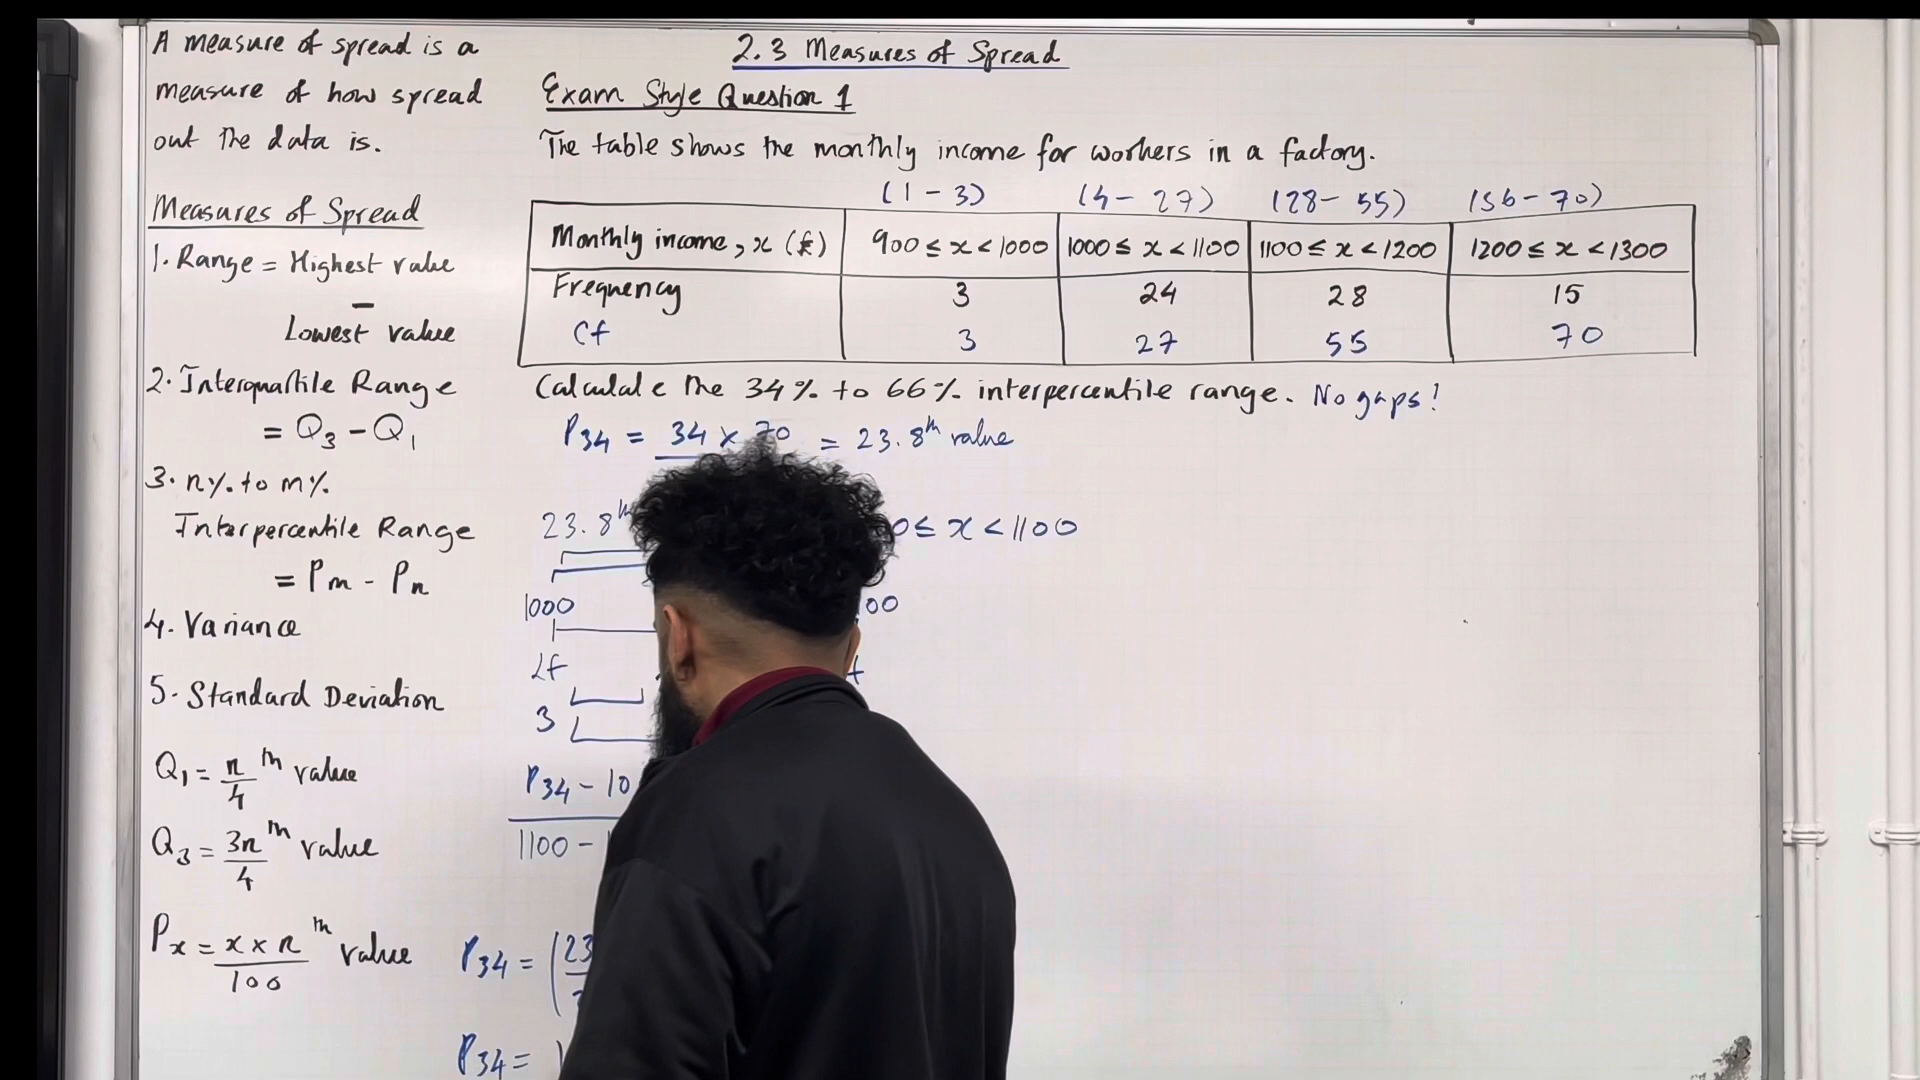 A measure of spread is a
measure of how spread
out the data is.
Measures of Spread
1. Range = Highest value
-
Lowest value
2. Interquartile Range
= Q3 - Q1
3. n% to m%
Interpercentile Range
= Pm - Pn
4. Variance
5. Standard Deviation
Q1 = n/4 th value
Q3 = 3n/4 th value
Px = x × n/100 th value
2.3 Measures of Spread
Exam Style Question 1
The table shows the monthly income for workers in a factory.
(1 - 3) (4 - 27) (28 - 55) (56 - 70)
Monthly income, x (£) 900 ≤ x < 1000 1000 ≤ x < 1100 1100 ≤ x < 1200 1200 ≤ x < 1300
Frequency 3 24 28 15
Cf 3 27 55 70
Calculate the 34% to 66% interpercentile range. No gaps!
P34 = 34 × 70 = 23.8th value
23.8th ≤ x < 1100
1000
Lf
3
P34 - 10
1100 -
P34 = (23
P34 =